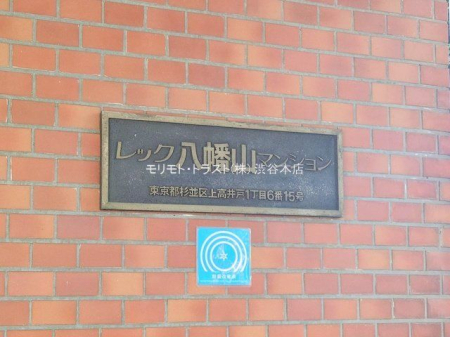 レック八幡山マンション
モリモト・トラスト(株) 渋谷本店
東京都杉並区上高井戸1丁目6番15号